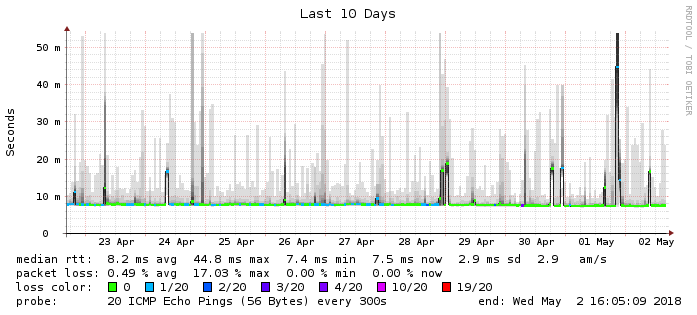 Last 10 Days
RRDTOOL / TOBI OETIKER
Seconds
50 m
40 m
30 m
20 m
10 m
0
23 Apr 24 Apr 25 Apr 26 Apr 27 Apr 28 Apr 29 Apr 30 Apr 01 May 02 May
median rtt: 8.2 ms avg 44.8 ms max 7.4 ms min 7.5 ms now 2.9 ms sd 2.9 am/s
packet loss: 0.49 % avg 17.03 % max 0.00 % min 0.00 % now
loss color: 0 1/20 2/20 3/20 4/20 10/20 19/20
probe: 20 ICMP Echo Pings (56 Bytes) every 300s end: Wed May 2 16:05:09 2018